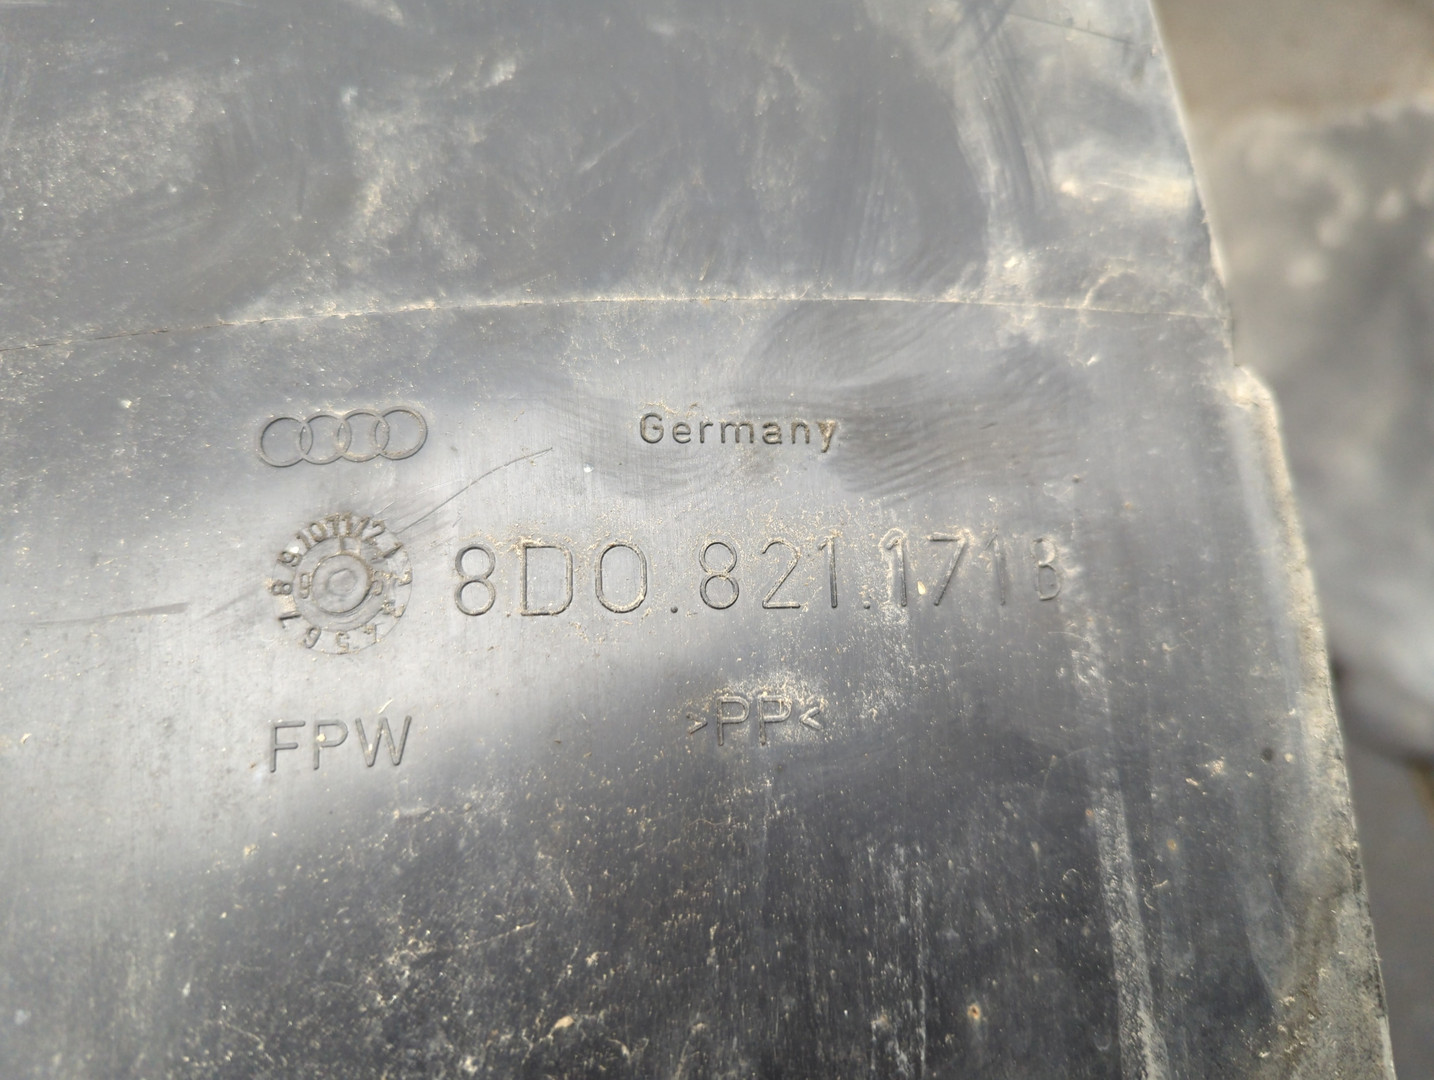 Germany
8D0.821.171B
FPW
>PP<